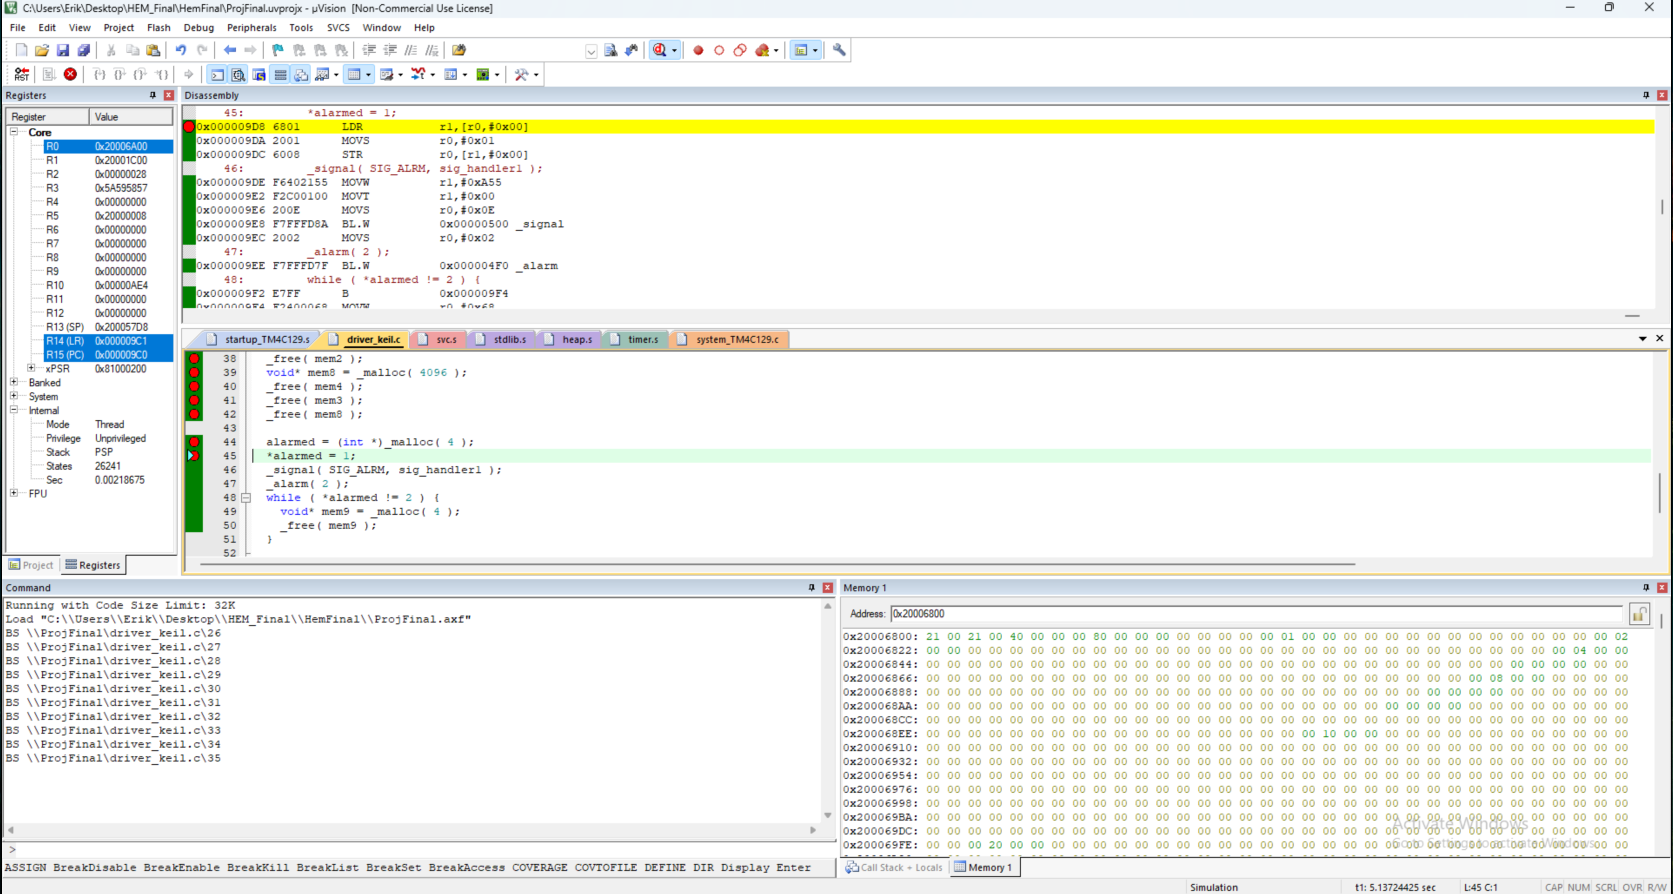 C:\Users\Erik\Desktop\HEM_Final\HemFinal\ProjFinal.uvprojx - µVision [Non-Commercial Use License]
File Edit View Project Flash Debug Peripherals Tools SVCS Window Help
RST
Registers
Register Value
Core
R0 0x20006A00
R1 0x20001C00
R2 0x00000028
R3 0x5A595857
R4 0x00000000
R5 0x20000008
R6 0x00000000
R7 0x00000000
R8 0x00000000
R9 0x00000000
R10 0x00000AE4
R11 0x00000000
R12 0x00000000
R13 (SP) 0x200057D8
R14 (LR) 0x000009C1
R15 (PC) 0x000009C0
xPSR 0x81000200
Banked
System
Internal
Mode Thread
Privilege Unprivileged
Stack PSP
States 26241
Sec 0.00218675
FPU
Project Registers
Disassembly
45: *alarmed = 1;
0x000009D8 6801 LDR r1,[r0,#0x00]
0x000009DA 2001 MOVS r0,#0x01
0x000009DC 6008 STR r0,[r1,#0x00]
46: _signal( SIG_ALRM, sig_handler1 );
0x000009DE F6402155 MOVW r1,#0xA55
0x000009E2 F2C00100 MOVT r1,#0x00
0x000009E6 200E MOVS r0,#0x0E
0x000009E8 F7FFFD8A BL.W 0x00000500 _signal
0x000009EC 2002 MOVS r0,#0x02
47: _alarm( 2 );
0x000009EE F7FFFD7F BL.W 0x000004F0 _alarm
48: while ( *alarmed != 2 ) {
0x000009F2 E7FF B 0x000009F4
0x000009F4 F2400068 MOVW r0,#0x68
startup_TM4C129.s driver_keil.c svc.s stdlib.s heap.s timer.s system_TM4C129.c
38 _free( mem2 );
39 void* mem8 = _malloc( 4096 );
40 _free( mem4 );
41 _free( mem3 );
42 _free( mem8 );
43
44 alarmed = (int *)_malloc( 4 );
45 *alarmed = 1;
46 _signal( SIG_ALRM, sig_handler1 );
47 _alarm( 2 );
48 while ( *alarmed != 2 ) {
49 void* mem9 = _malloc( 4 );
50 _free( mem9 );
51 }
52
Command
Running with Code Size Limit: 32K
Load "C:\\Users\\Erik\\Desktop\\HEM_Final\\HemFinal\\ProjFinal.axf"
BS \\ProjFinal\driver_keil.c\26
BS \\ProjFinal\driver_keil.c\27
BS \\ProjFinal\driver_keil.c\28
BS \\ProjFinal\driver_keil.c\29
BS \\ProjFinal\driver_keil.c\30
BS \\ProjFinal\driver_keil.c\31
BS \\ProjFinal\driver_keil.c\32
BS \\ProjFinal\driver_keil.c\33
BS \\ProjFinal\driver_keil.c\34
BS \\ProjFinal\driver_keil.c\35
>
ASSIGN BreakDisable BreakEnable BreakKill BreakList BreakSet BreakAccess COVERAGE COVTOFILE DEFINE DIR Display Enter
Memory 1
Address: 0x20006800
0x20006800: 21 00 21 00 40 00 00 00 80 00 00 00 00 00 00 00 00 01 00 00 00 00 00 00 00 00 00 00 00 00 00 00 00 02
0x20006822: 00 00 00 00 00 00 00 00 00 00 00 00 00 00 00 00 00 00 00 00 00 00 00 00 00 00 00 00 00 00 00 04 00 00
0x20006844: 00 00 00 00 00 00 00 00 00 00 00 00 00 00 00 00 00 00 00 00 00 00 00 00 00 00 00 00 00 00 00 00 00 00
0x20006866: 00 00 00 00 00 00 00 00 00 00 00 00 00 00 00 00 00 00 00 00 00 00 00 00 00 00 00 08 00 00 00 00 00 00
0x20006888: 00 00 00 00 00 00 00 00 00 00 00 00 00 00 00 00 00 00 00 00 00 00 00 00 00 00 00 00 00 00 00 00 00 00
0x200068AA: 00 00 00 00 00 00 00 00 00 00 00 00 00 00 00 00 00 00 00 00 00 00 00 00 00 00 00 00 00 00 00 00 00 00
0x200068CC: 00 00 00 00 00 00 00 00 00 00 00 00 00 00 00 00 00 00 00 00 00 00 00 00 00 00 00 00 00 00 00 00 00 00
0x200068EE: 00 00 00 00 00 00 00 00 00 00 00 00 00 00 00 00 00 00 00 10 00 00 00 00 00 00 00 00 00 00 00 00 00 00
0x20006910: 00 00 00 00 00 00 00 00 00 00 00 00 00 00 00 00 00 00 00 00 00 00 00 00 00 00 00 00 00 00 00 00 00 00
0x20006932: 00 00 00 00 00 00 00 00 00 00 00 00 00 00 00 00 00 00 00 00 00 00 00 00 00 00 00 00 00 00 00 00 00 00
0x20006954: 00 00 00 00 00 00 00 00 00 00 00 00 00 00 00 00 00 00 00 00 00 00 00 00 00 00 00 00 00 00 00 00 00 00
0x20006976: 00 00 00 00 00 00 00 00 00 00 00 00 00 00 00 00 00 00 00 00 00 00 00 00 00 00 00 00 00 00 00 00 00 00
0x20006998: 00 00 00 00 00 00 00 00 00 00 00 00 00 00 00 00 00 00 00 00 00 00 00 00 00 00 00 00 00 00 00 00 00 00
0x200069BA: 00 00 00 00 00 00 00 00 00 00 00 00 00 00 00 00 00 00 00 00 00 00 00 00 00 00 00 00 00 00 00 00 00 00
0x200069DC: 00 00 00 00 00 00 00 00 00 00 00 00 00 00 00 00 00 00 00 00 00 00 00 00 00 00 00 00 00 00 00 00 00 00
0x200069FE: 00 00 00 20 00 00 00 00 00 00 00 00 00 00 00 00 00 00 00 00 00 00 00 00 00 00 00 00 00 00 00 00 00 00
Activate Windows
Go to Settings to activate Windows.
Call Stack + Locals Memory 1
Simulation t1: 5.13724425 sec L:45 C:1 CAP NUM SCRL OVR R/W